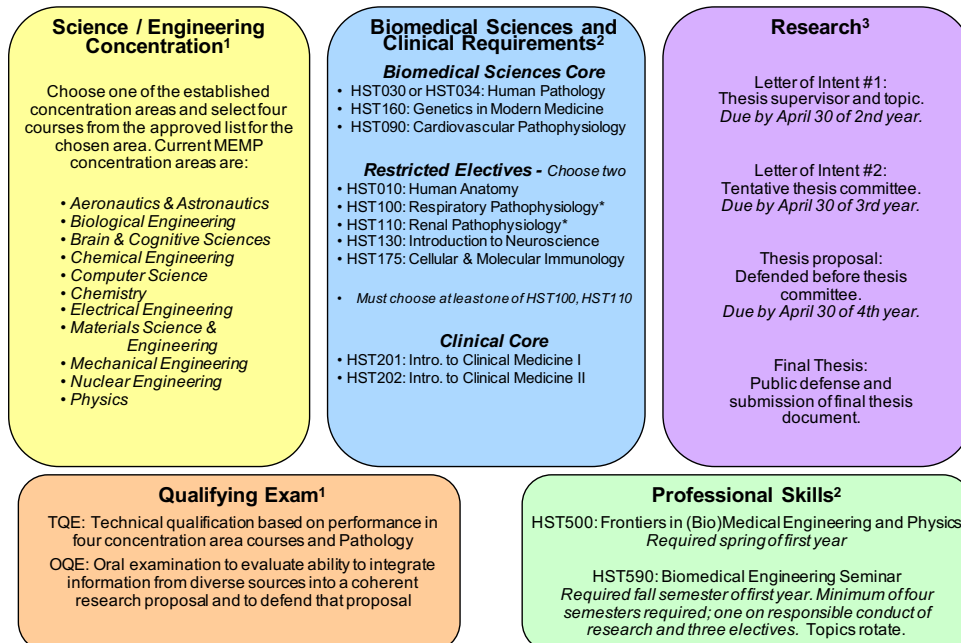 Science / Engineering
Concentration¹
Choose one of the established
concentration areas and select four
courses from the approved list for the
chosen area. Current MEMP
concentration areas are:
• Aeronautics & Astronautics
• Biological Engineering
• Brain & Cognitive Sciences
• Chemical Engineering
• Computer Science
• Chemistry
• Electrical Engineering
• Materials Science &
Engineering
• Mechanical Engineering
• Nuclear Engineering
• Physics
Biomedical Sciences and
Clinical Requirements²
Biomedical Sciences Core
• HST030 or HST034: Human Pathology
• HST160: Genetics in Modern Medicine
• HST090: Cardiovascular Pathophysiology
Restricted Electives - Choose two
• HST010: Human Anatomy
• HST100: Respiratory Pathophysiology*
• HST110: Renal Pathophysiology*
• HST130: Introduction to Neuroscience
• HST175: Cellular & Molecular Immunology
• Must choose at least one of HST100, HST110
Clinical Core
• HST201: Intro. to Clinical Medicine I
• HST202: Intro. to Clinical Medicine II
Research³
Letter of Intent #1:
Thesis supervisor and topic.
Due by April 30 of 2nd year.
Letter of Intent #2:
Tentative thesis committee.
Due by April 30 of 3rd year.
Thesis proposal:
Defended before thesis
committee.
Due by April 30 of 4th year.
Final Thesis:
Public defense and
submission of final thesis
document.
Qualifying Exam¹
TQE: Technical qualification based on performance in
four concentration area courses and Pathology
OQE: Oral examination to evaluate ability to integrate
information from diverse sources into a coherent
research proposal and to defend that proposal
Professional Skills²
HST500: Frontiers in (Bio)Medical Engineering and Physics
Required spring of first year
HST590: Biomedical Engineering Seminar
Required fall semester of first year. Minimum of four
semesters required; one on responsible conduct of
research and three electives. Topics rotate.